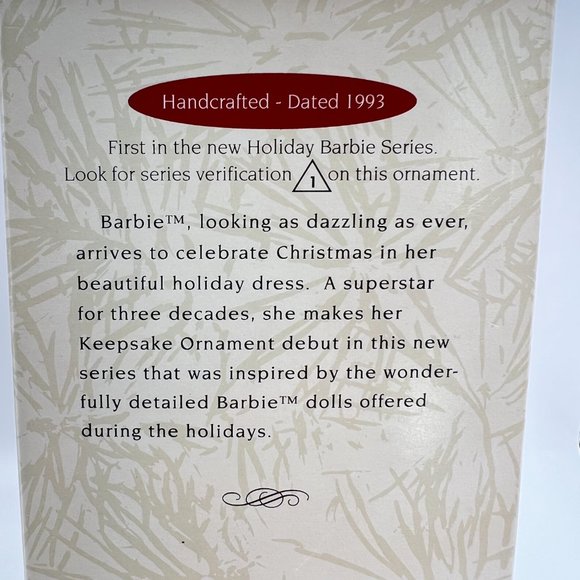 Handcrafted - Dated 1993
First in the new Holiday Barbie Series.
Look for series verification 1 on this ornament.
Barbie™, looking as dazzling as ever,
arrives to celebrate Christmas in her
beautiful holiday dress. A superstar
for three decades, she makes her
Keepsake Ornament debut in this new
series that was inspired by the wonder-
fully detailed Barbie™ dolls offered
during the holidays.